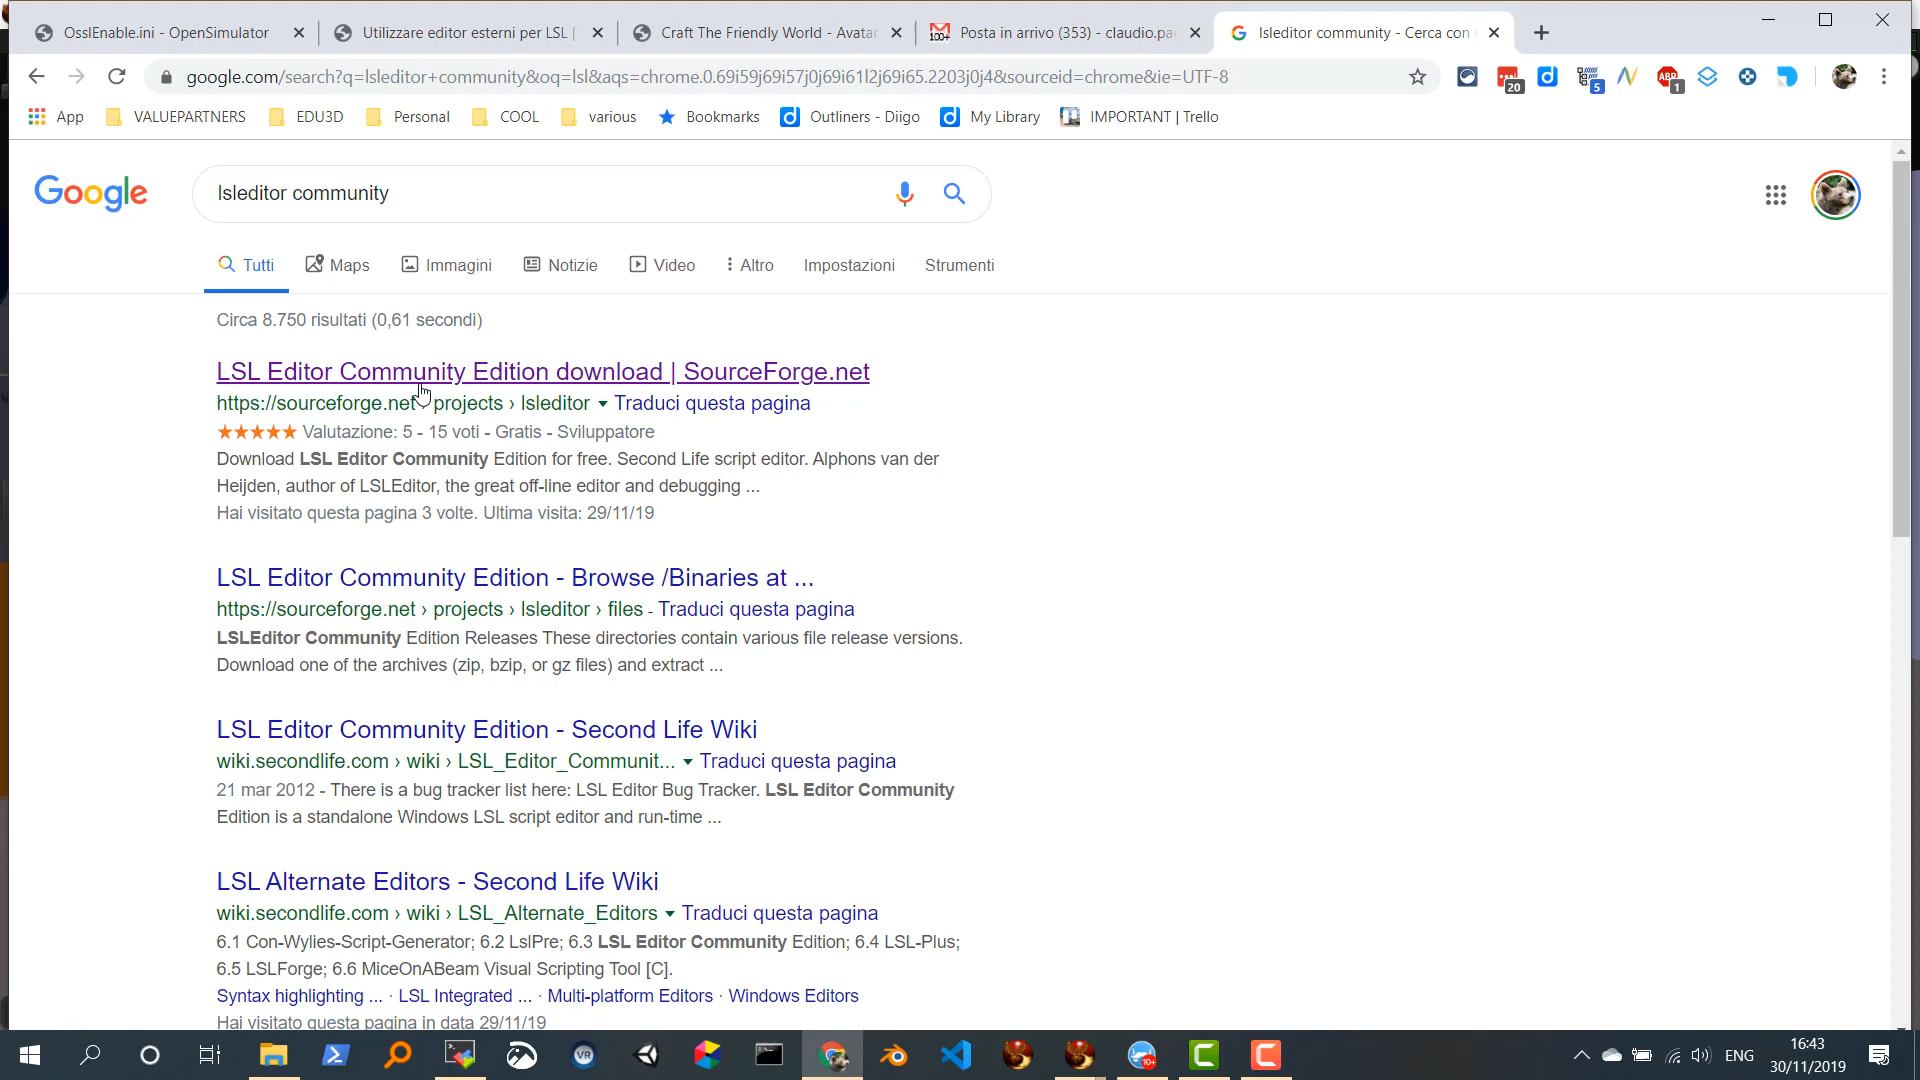 OsslEnable.ini - OpenSimulator
Utilizzare editor esterni per LSL |
Craft The Friendly World - Avata
Posta in arrivo (353) - claudio.pac
lsleditor community - Cerca con
google.com/search?q=lsleditor+community&oq=lsl&aqs=chrome.0.69i59j69i57j0j69i61l2j69i65.2203j0j4&sourceid=chrome&ie=UTF-8
App VALUEPARTNERS EDU3D Personal COOL various Bookmarks Outliners - Diigo My Library IMPORTANT | Trello
Google
lsleditor community
Tutti Maps Immagini Notizie Video Altro Impostazioni Strumenti
Circa 8.750 risultati (0,61 secondi)
LSL Editor Community Edition download | SourceForge.net
https://sourceforge.net › projects › lsleditor ▾ Traduci questa pagina
★★★★★ Valutazione: 5 - 15 voti - Gratis - Sviluppatore
Download LSL Editor Community Edition for free. Second Life script editor. Alphons van der
Heijden, author of LSLEditor, the great off-line editor and debugging ...
Hai visitato questa pagina 3 volte. Ultima visita: 29/11/19
LSL Editor Community Edition - Browse /Binaries at ...
https://sourceforge.net › projects › lsleditor › files - Traduci questa pagina
LSLEditor Community Edition Releases These directories contain various file release versions.
Download one of the archives (zip, bzip, or gz files) and extract ...
LSL Editor Community Edition - Second Life Wiki
wiki.secondlife.com › wiki › LSL_Editor_Communit... ▾ Traduci questa pagina
21 mar 2012 - There is a bug tracker list here: LSL Editor Bug Tracker. LSL Editor Community
Edition is a standalone Windows LSL script editor and run-time ...
LSL Alternate Editors - Second Life Wiki
wiki.secondlife.com › wiki › LSL_Alternate_Editors ▾ Traduci questa pagina
6.1 Con-Wylies-Script-Generator; 6.2 LslPre; 6.3 LSL Editor Community Edition; 6.4 LSL-Plus;
6.5 LSLForge; 6.6 MiceOnABeam Visual Scripting Tool [C].
Syntax highlighting ... · LSL Integrated ... · Multi-platform Editors · Windows Editors
Hai visitato questa pagina in data 29/11/19
ENG
16:43
30/11/2019